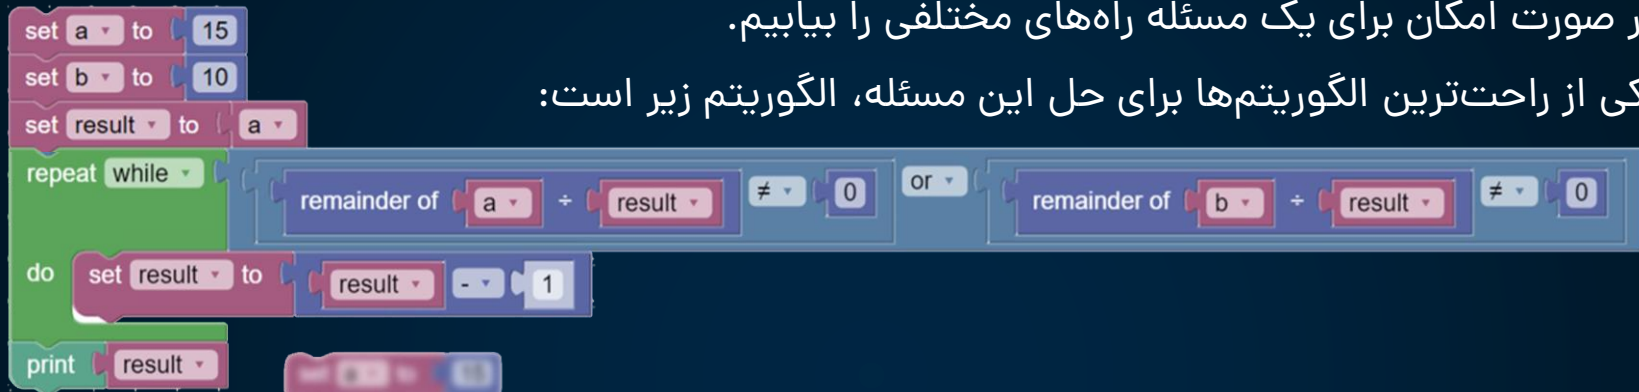 ر صورت امکان برای یک مسئله راه‌های مختلفی را بیابیم.
کی از راحت‌ترین الگوریتم‌ها برای حل این مسئله، الگوریتم زیر است:
set a to 15
set b to 10
set result to a
repeat while remainder of a ÷ result ≠ 0 or remainder of b ÷ result ≠ 0
do set result to result - 1
print result